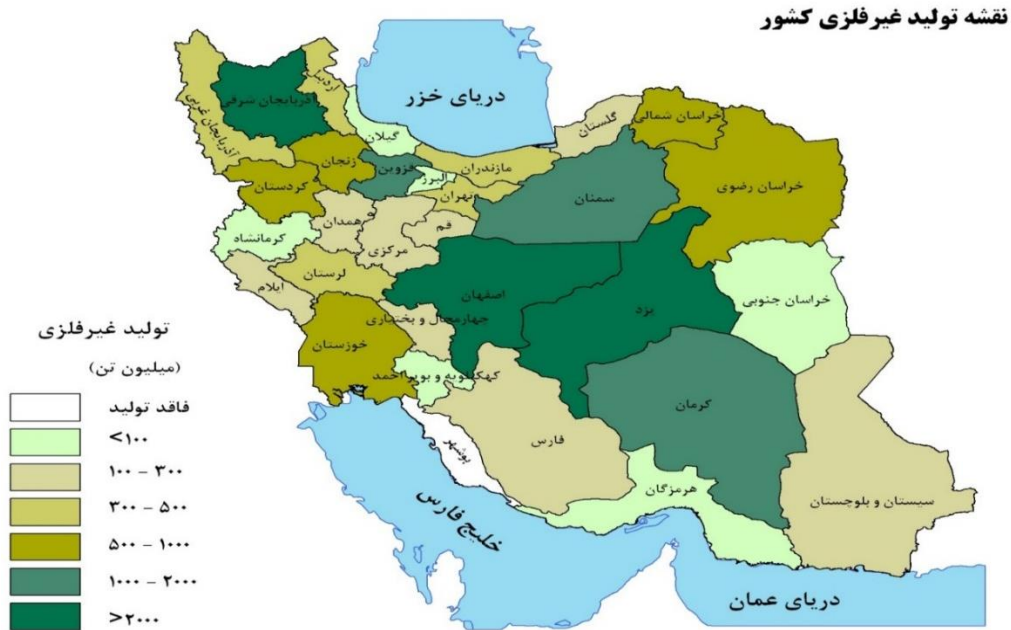 نقشه تولید غیرفلزی کشور
دریای خزر
اردبیل
آذربایجان شرقی
آذربایجان غربی
گیلان
گلستان
خراسان شمالی
زنجان
قزوین
البرز
مازندران
تهران
سمنان
خراسان رضوی
کردستان
همدان
قم
مرکزی
کرمانشاه
لرستان
ایلام
اصفهان
یزد
خراسان جنوبی
چهارمحال و بختیاری
خوزستان
کهگیلویه و بویراحمد
کرمان
فارس
بوشهر
هرمزگان
سیستان و بلوچستان
خلیج فارس
دریای عمان
تولید غیرفلزی
(میلیون تن)
فاقد تولید
<۱۰۰
۱۰۰ - ۳۰۰
۳۰۰ - ۵۰۰
۵۰۰ - ۱۰۰۰
۱۰۰۰ - ۲۰۰۰
>۲۰۰۰